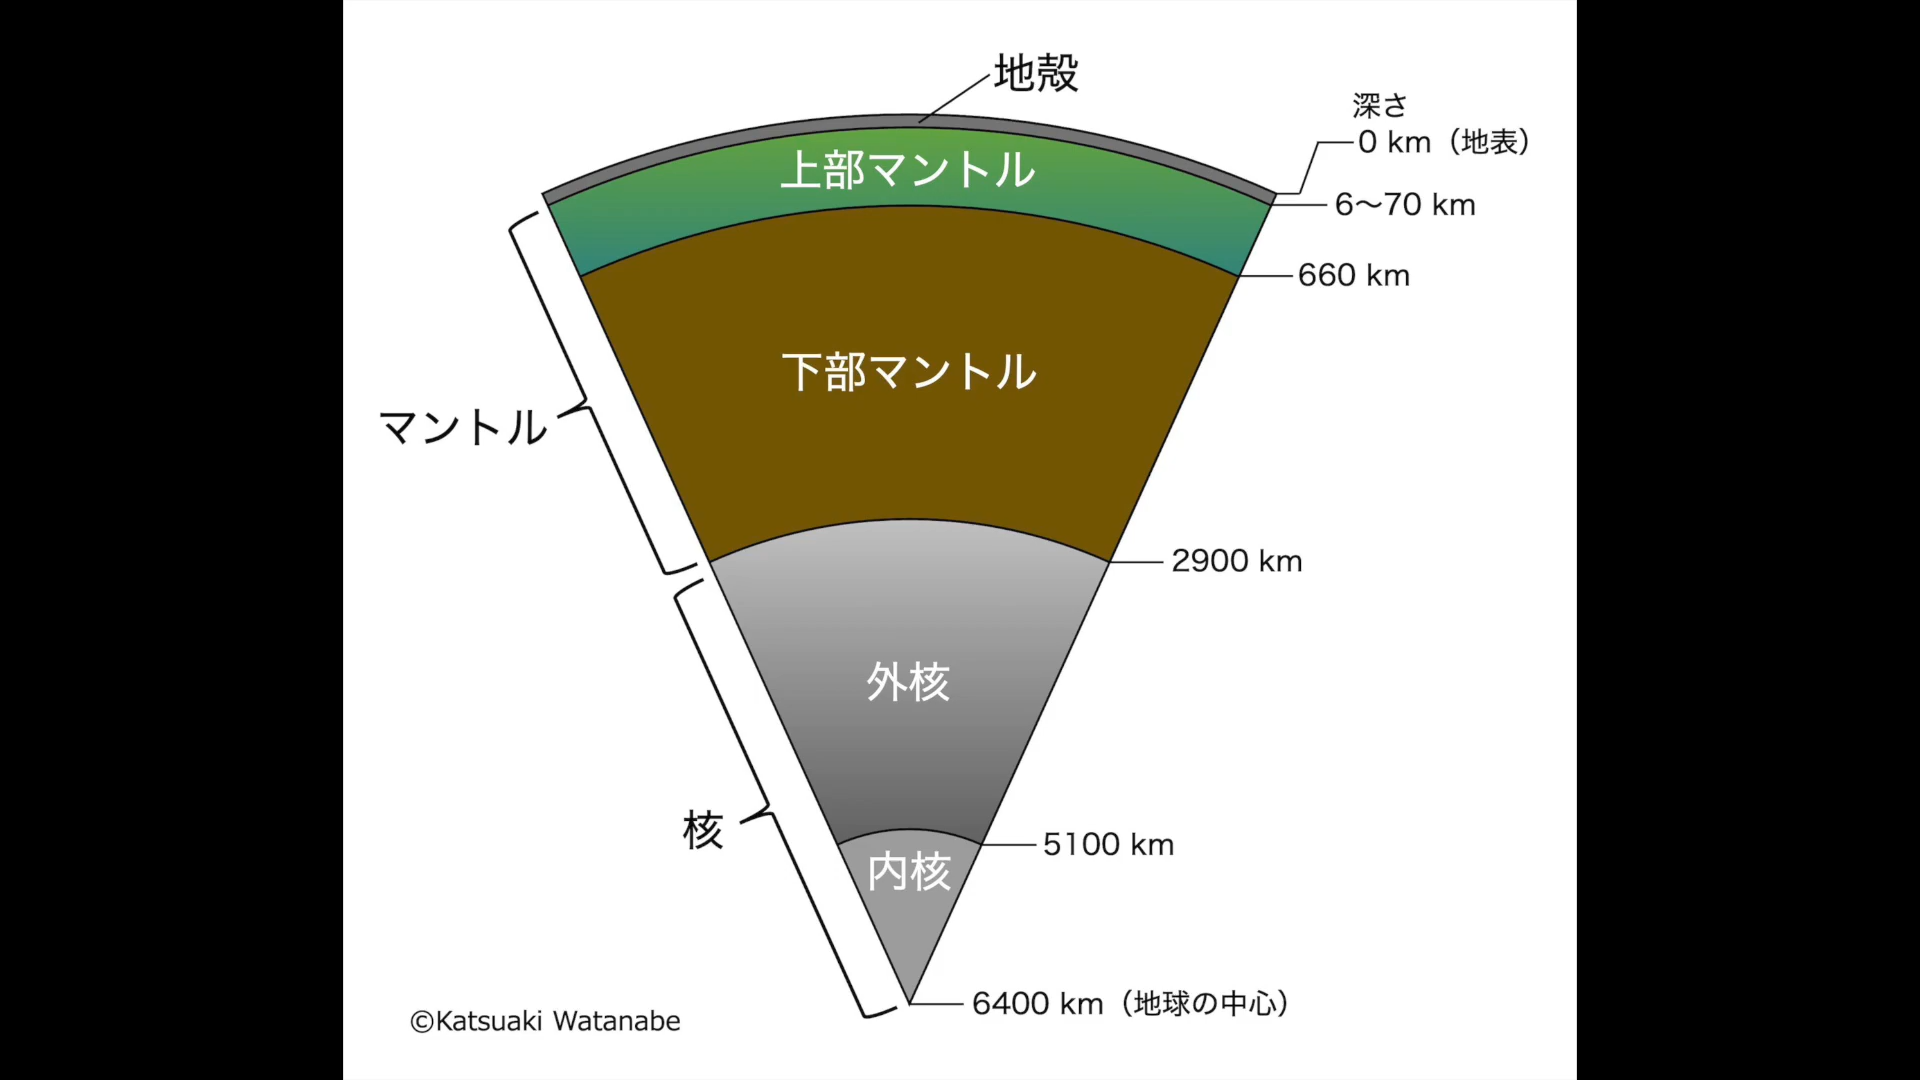 地殻
深さ
0 km（地表）
上部マントル
6〜70 km
660 km
下部マントル
マントル
2900 km
外核
核
5100 km
内核
6400 km（地球の中心）
©Katsuaki Watanabe